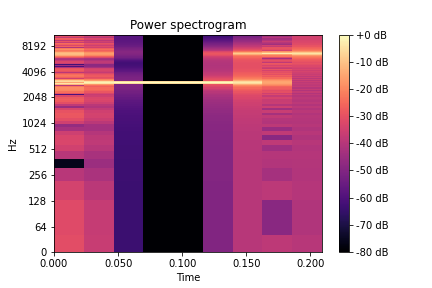 Power spectrogram
Hz
8192
4096
2048
1024
512
256
128
64
0
0.000 0.050 0.100 0.150 0.200
Time
+0 dB
-10 dB
-20 dB
-30 dB
-40 dB
-50 dB
-60 dB
-70 dB
-80 dB